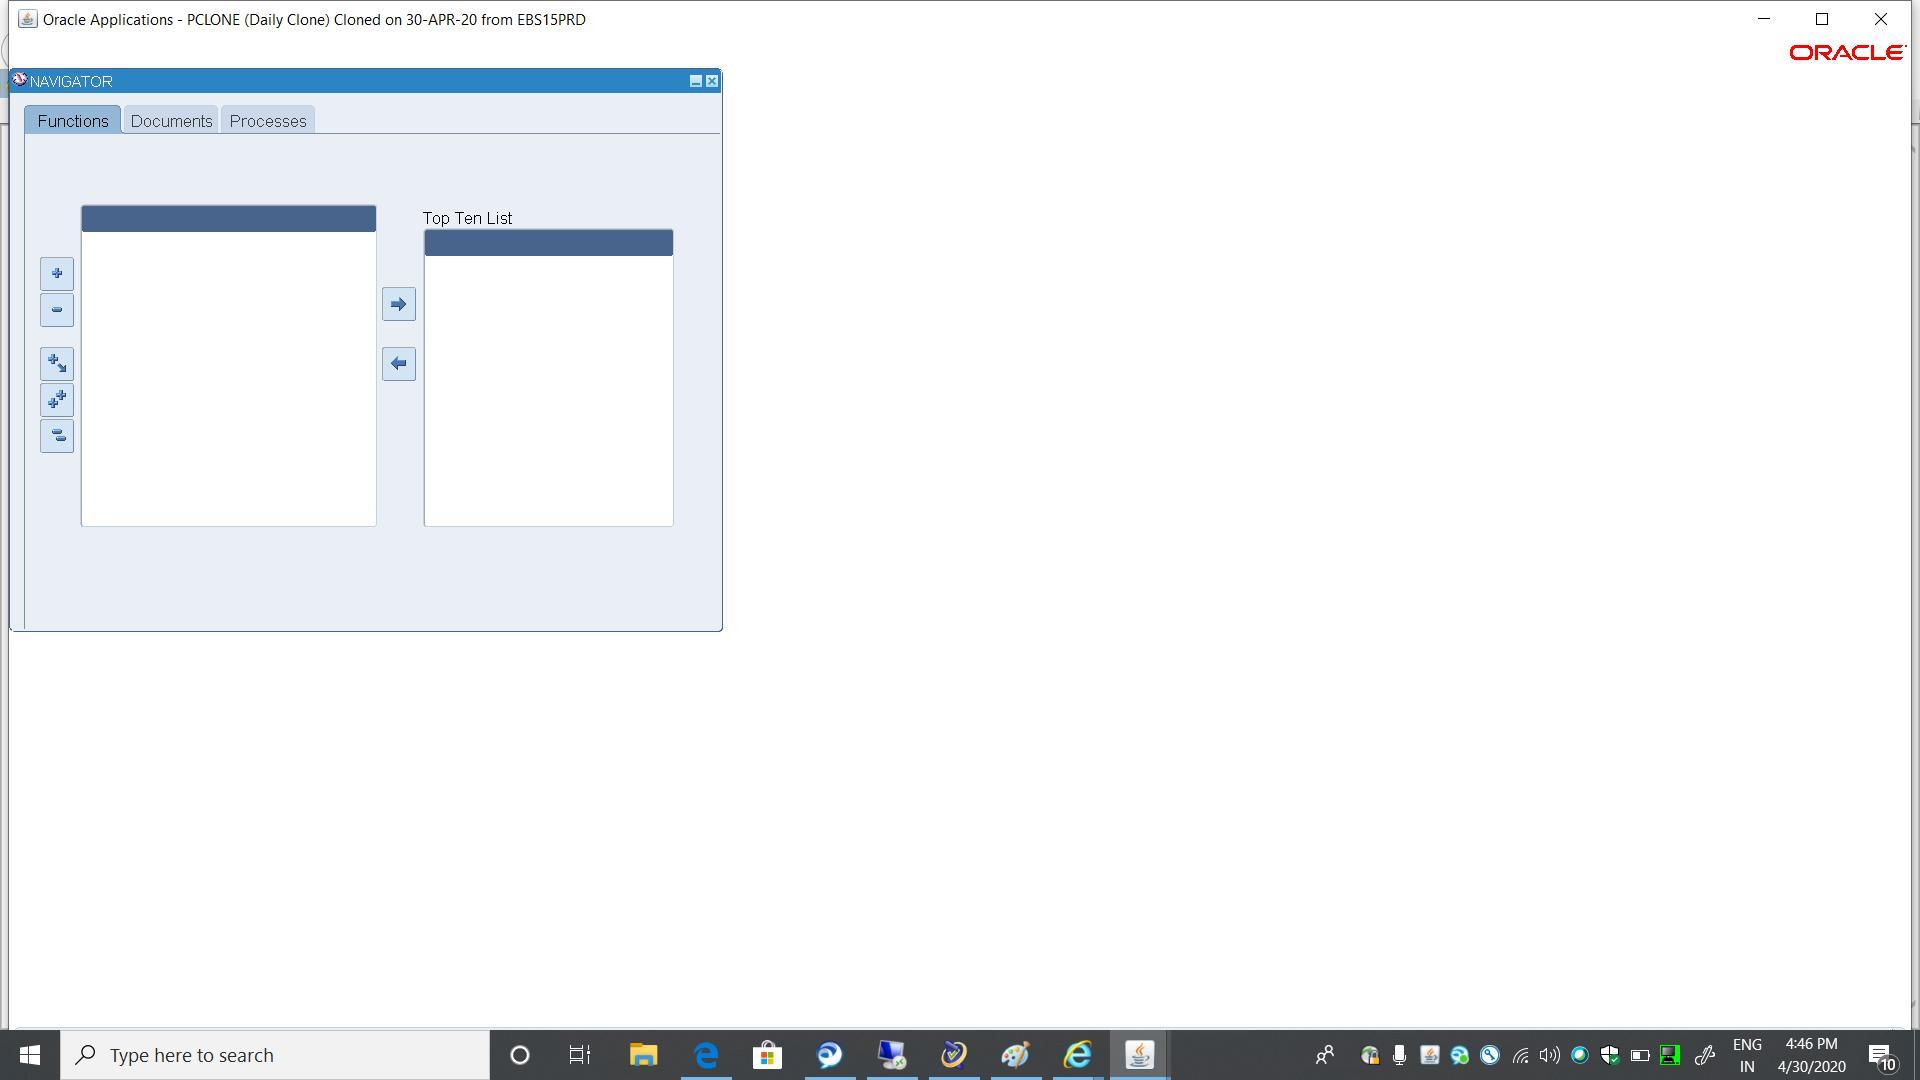 Oracle Applications - PCLONE (Daily Clone) Cloned on 30-APR-20 from EBS15PRD
ORACLE
NAVIGATOR
Functions
Documents
Processes
Top Ten List
Type here to search
ENG
IN
4:46 PM
4/30/2020
10